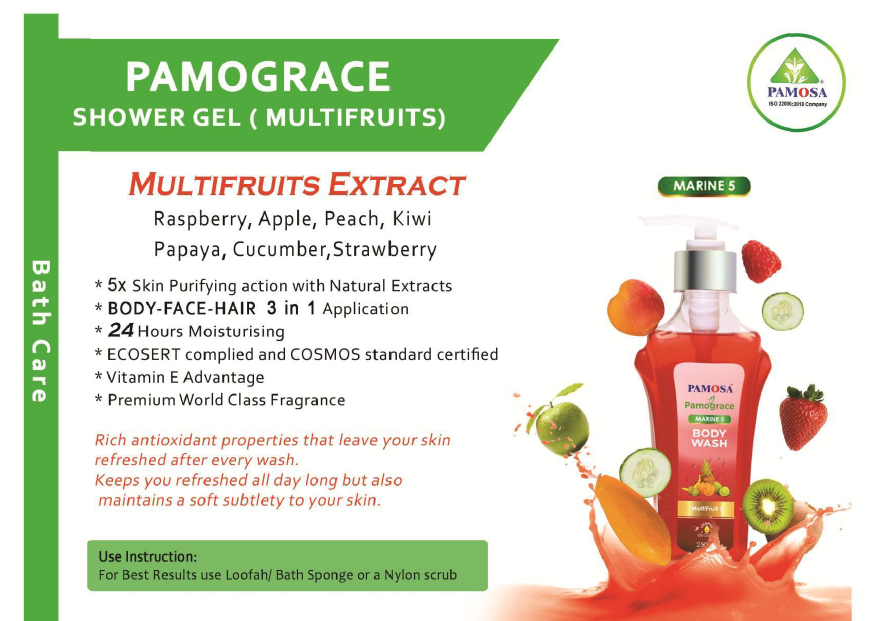 PAMOGRACE
SHOWER GEL ( MULTIFRUITS)
PAMOSA
ISO 22000:2018 Company
MULTIFRUITS EXTRACT
Raspberry, Apple, Peach, Kiwi
Papaya, Cucumber,Strawberry
* 5x Skin Purifying action with Natural Extracts
* BODY-FACE-HAIR 3 in 1 Application
* 24 Hours Moisturising
* ECOSERT complied and COSMOS standard certified
* Vitamin E Advantage
* Premium World Class Fragrance
Rich antioxidant properties that leave your skin
refreshed after every wash.
Keeps you refreshed all day long but also
maintains a soft subtlety to your skin.
Use Instruction:
For Best Results use Loofah/ Bath Sponge or a Nylon scrub
Bath Care
MARINE 5
PAMOSA
Pamograce
MARINE 5
BODY
WASH
MultiFruit
250